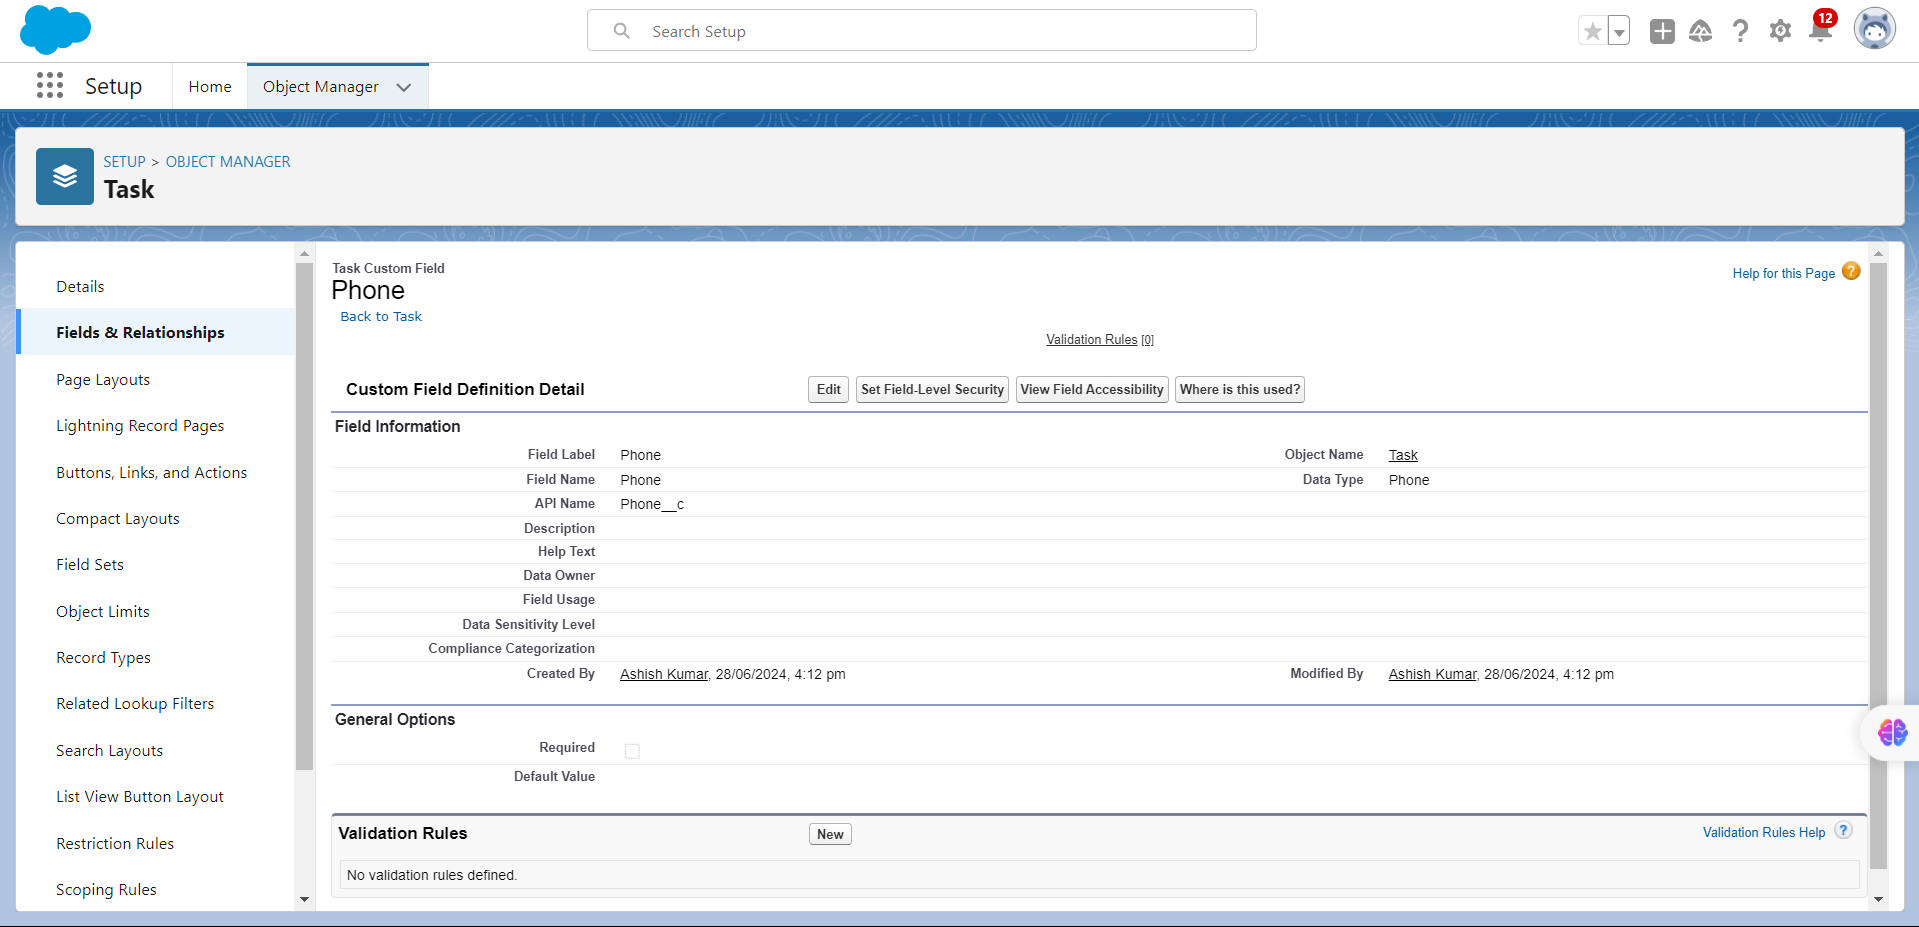 Search Setup
12
Setup
Home
Object Manager
SETUP > OBJECT MANAGER
Task
Details
Fields & Relationships
Page Layouts
Lightning Record Pages
Buttons, Links, and Actions
Compact Layouts
Field Sets
Object Limits
Record Types
Related Lookup Filters
Search Layouts
List View Button Layout
Restriction Rules
Scoping Rules
Task Custom Field
Phone
Back to Task
Help for this Page ?
Validation Rules [0]
Custom Field Definition Detail
Edit
Set Field-Level Security
View Field Accessibility
Where is this used?
Field Information
Field Label Phone Object Name Task
Field Name Phone Data Type Phone
API Name Phone__c
Description
Help Text
Data Owner
Field Usage
Data Sensitivity Level
Compliance Categorization
Created By Ashish Kumar, 28/06/2024, 4:12 pm Modified By Ashish Kumar, 28/06/2024, 4:12 pm
General Options
Required
Default Value
Validation Rules
New
Validation Rules Help ?
No validation rules defined.